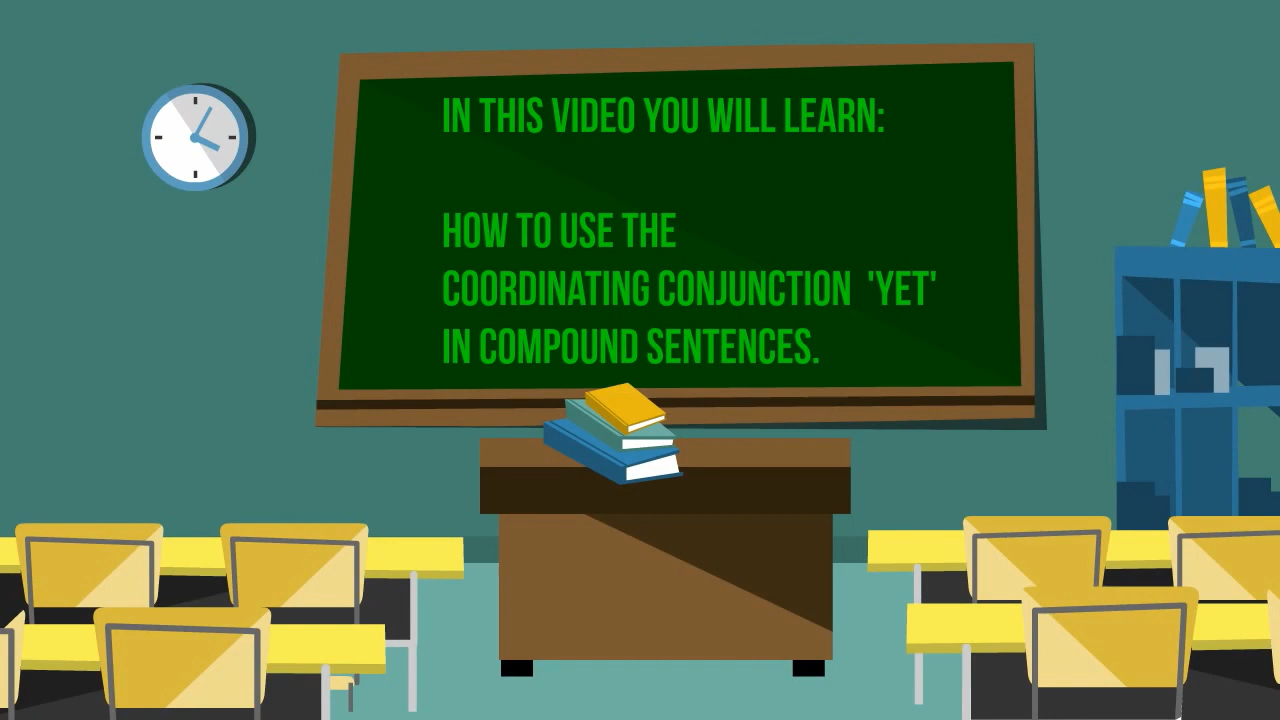 IN THIS VIDEO YOU WILL LEARN:
HOW TO USE THE
COORDINATING CONJUNCTION 'YET'
IN COMPOUND SENTENCES.